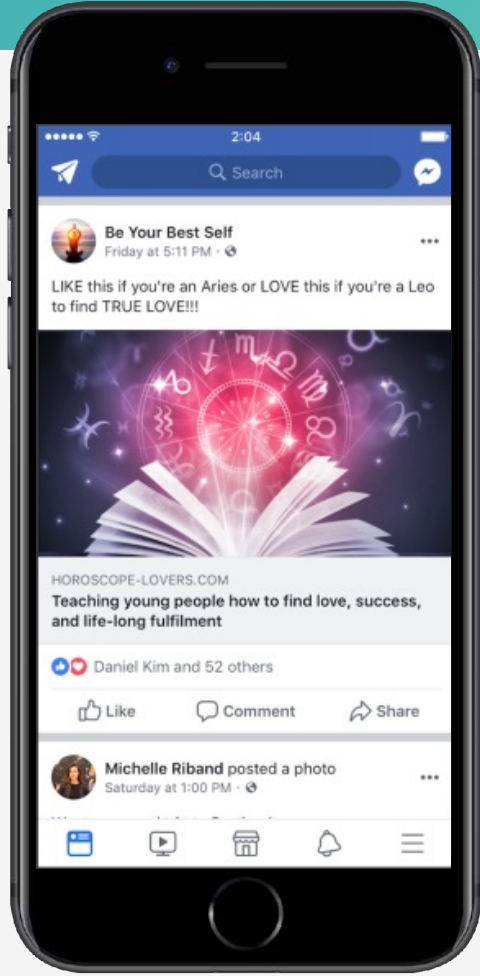 2:04
Search
Be Your Best Self
Friday at 5:11 PM ·
LIKE this if you're an Aries or LOVE this if you're a Leo
to find TRUE LOVE!!!
HOROSCOPE-LOVERS.COM
Teaching young people how to find love, success,
and life-long fulfilment
Daniel Kim and 52 others
Like Comment Share
Michelle Riband posted a photo
Saturday at 1:00 PM ·